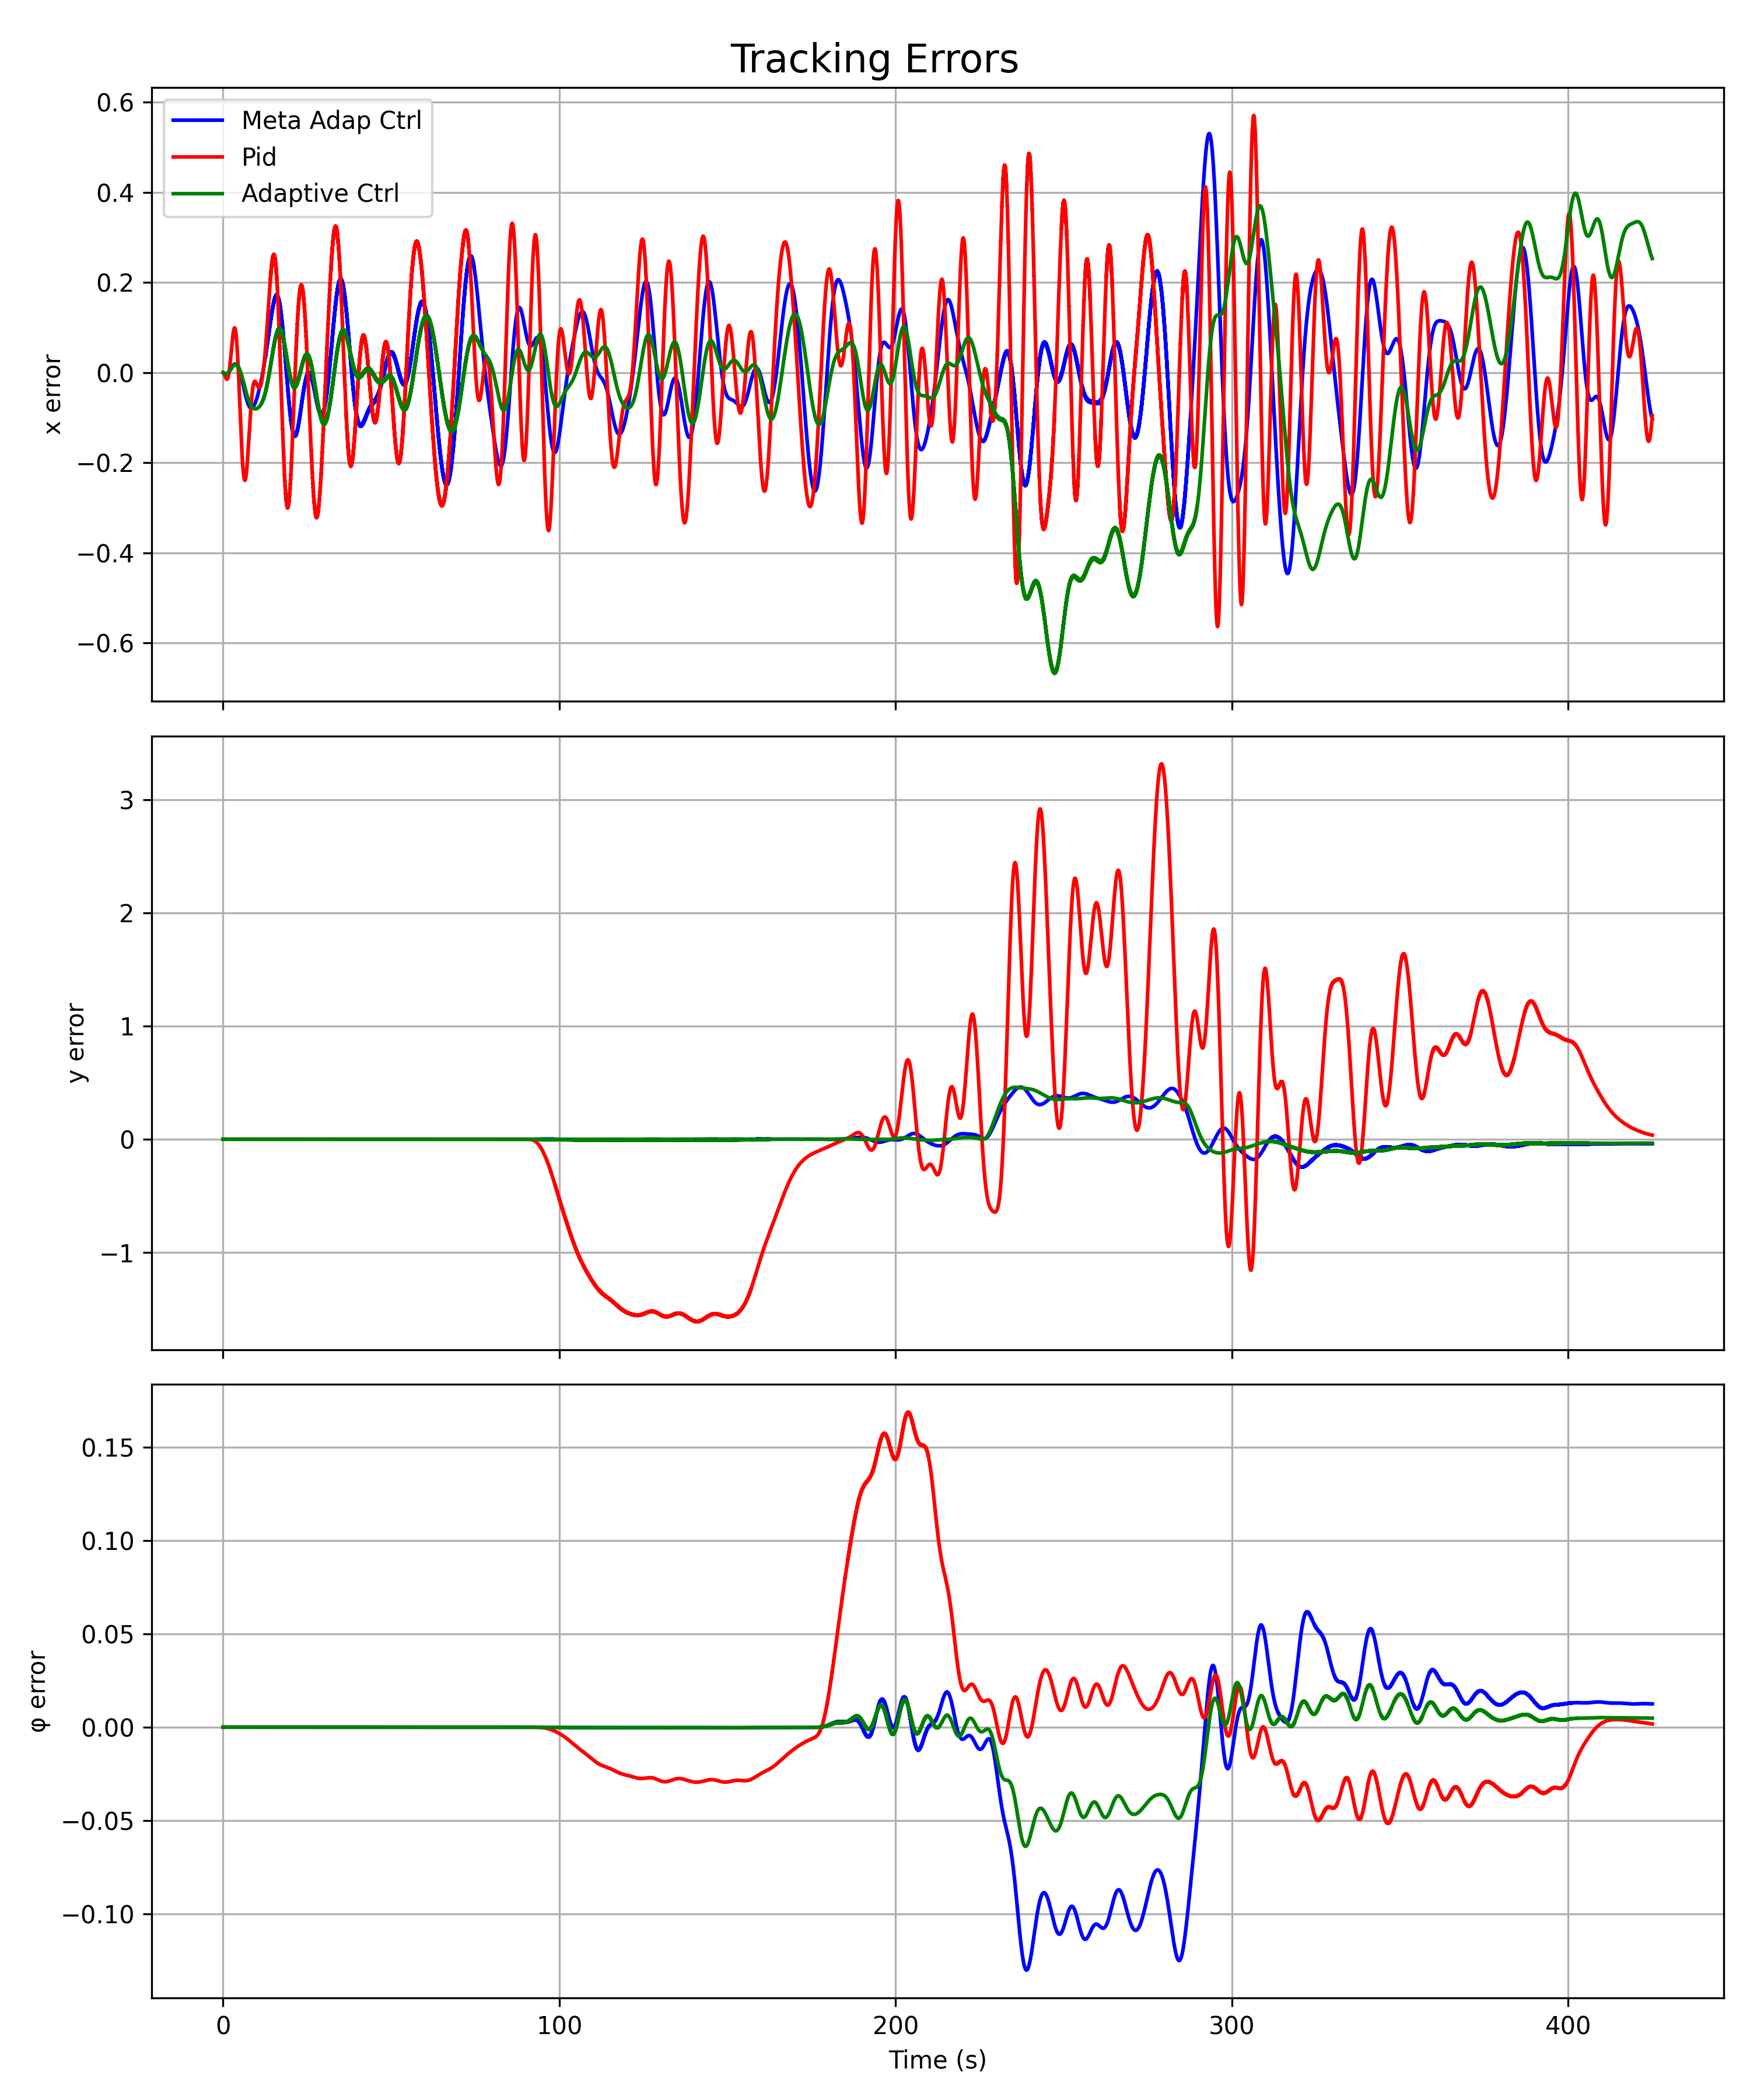 Tracking Errors
Meta Adap Ctrl
Pid
Adaptive Ctrl
0.6
0.4
0.2
0.0
−0.2
−0.4
−0.6
x error
3
2
1
0
−1
y error
0.15
0.10
0.05
0.00
−0.05
−0.10
φ error
0 100 200 300 400
Time (s)